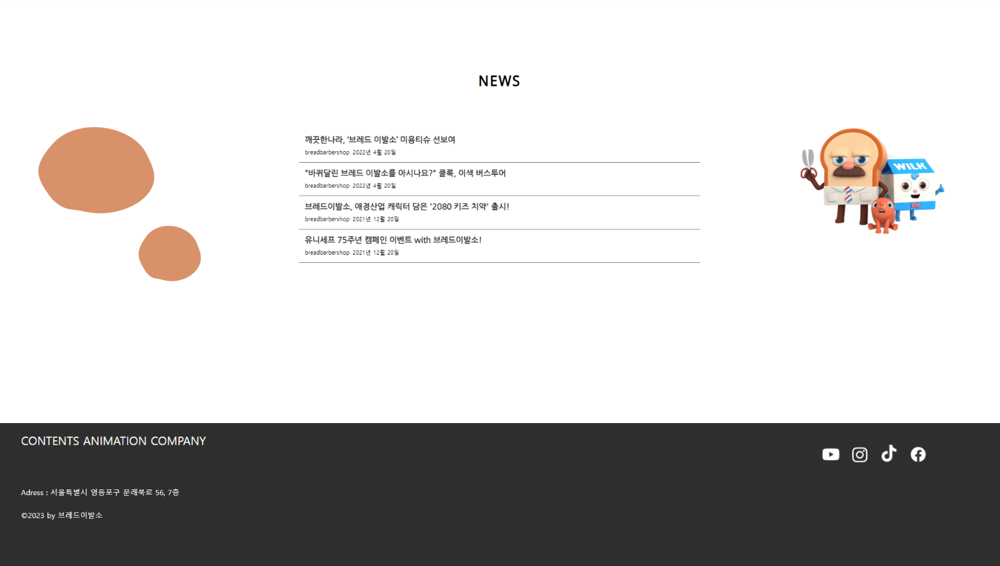 NEWS
깨끗한나라, '브레드 이발소' 미용티슈 선보여
breadbarbershop 2022년 4월 20일
"바퀴달린 브레드 이발소를 아시나요?" 클룩, 이색 버스투어
breadbarbershop 2022년 4월 20일
브레드이발소, 애경산업 캐릭터 담은 '2080 키즈 치약' 출시!
breadbarbershop 2021년 12월 20일
유니세프 75주년 캠페인 이벤트 with 브레드이발소!
breadbarbershop 2021년 12월 20일
WILK
CONTENTS ANIMATION COMPANY
Adress : 서울특별시 영등포구 문래북로 56, 7층
©2023 by 브레드이발소